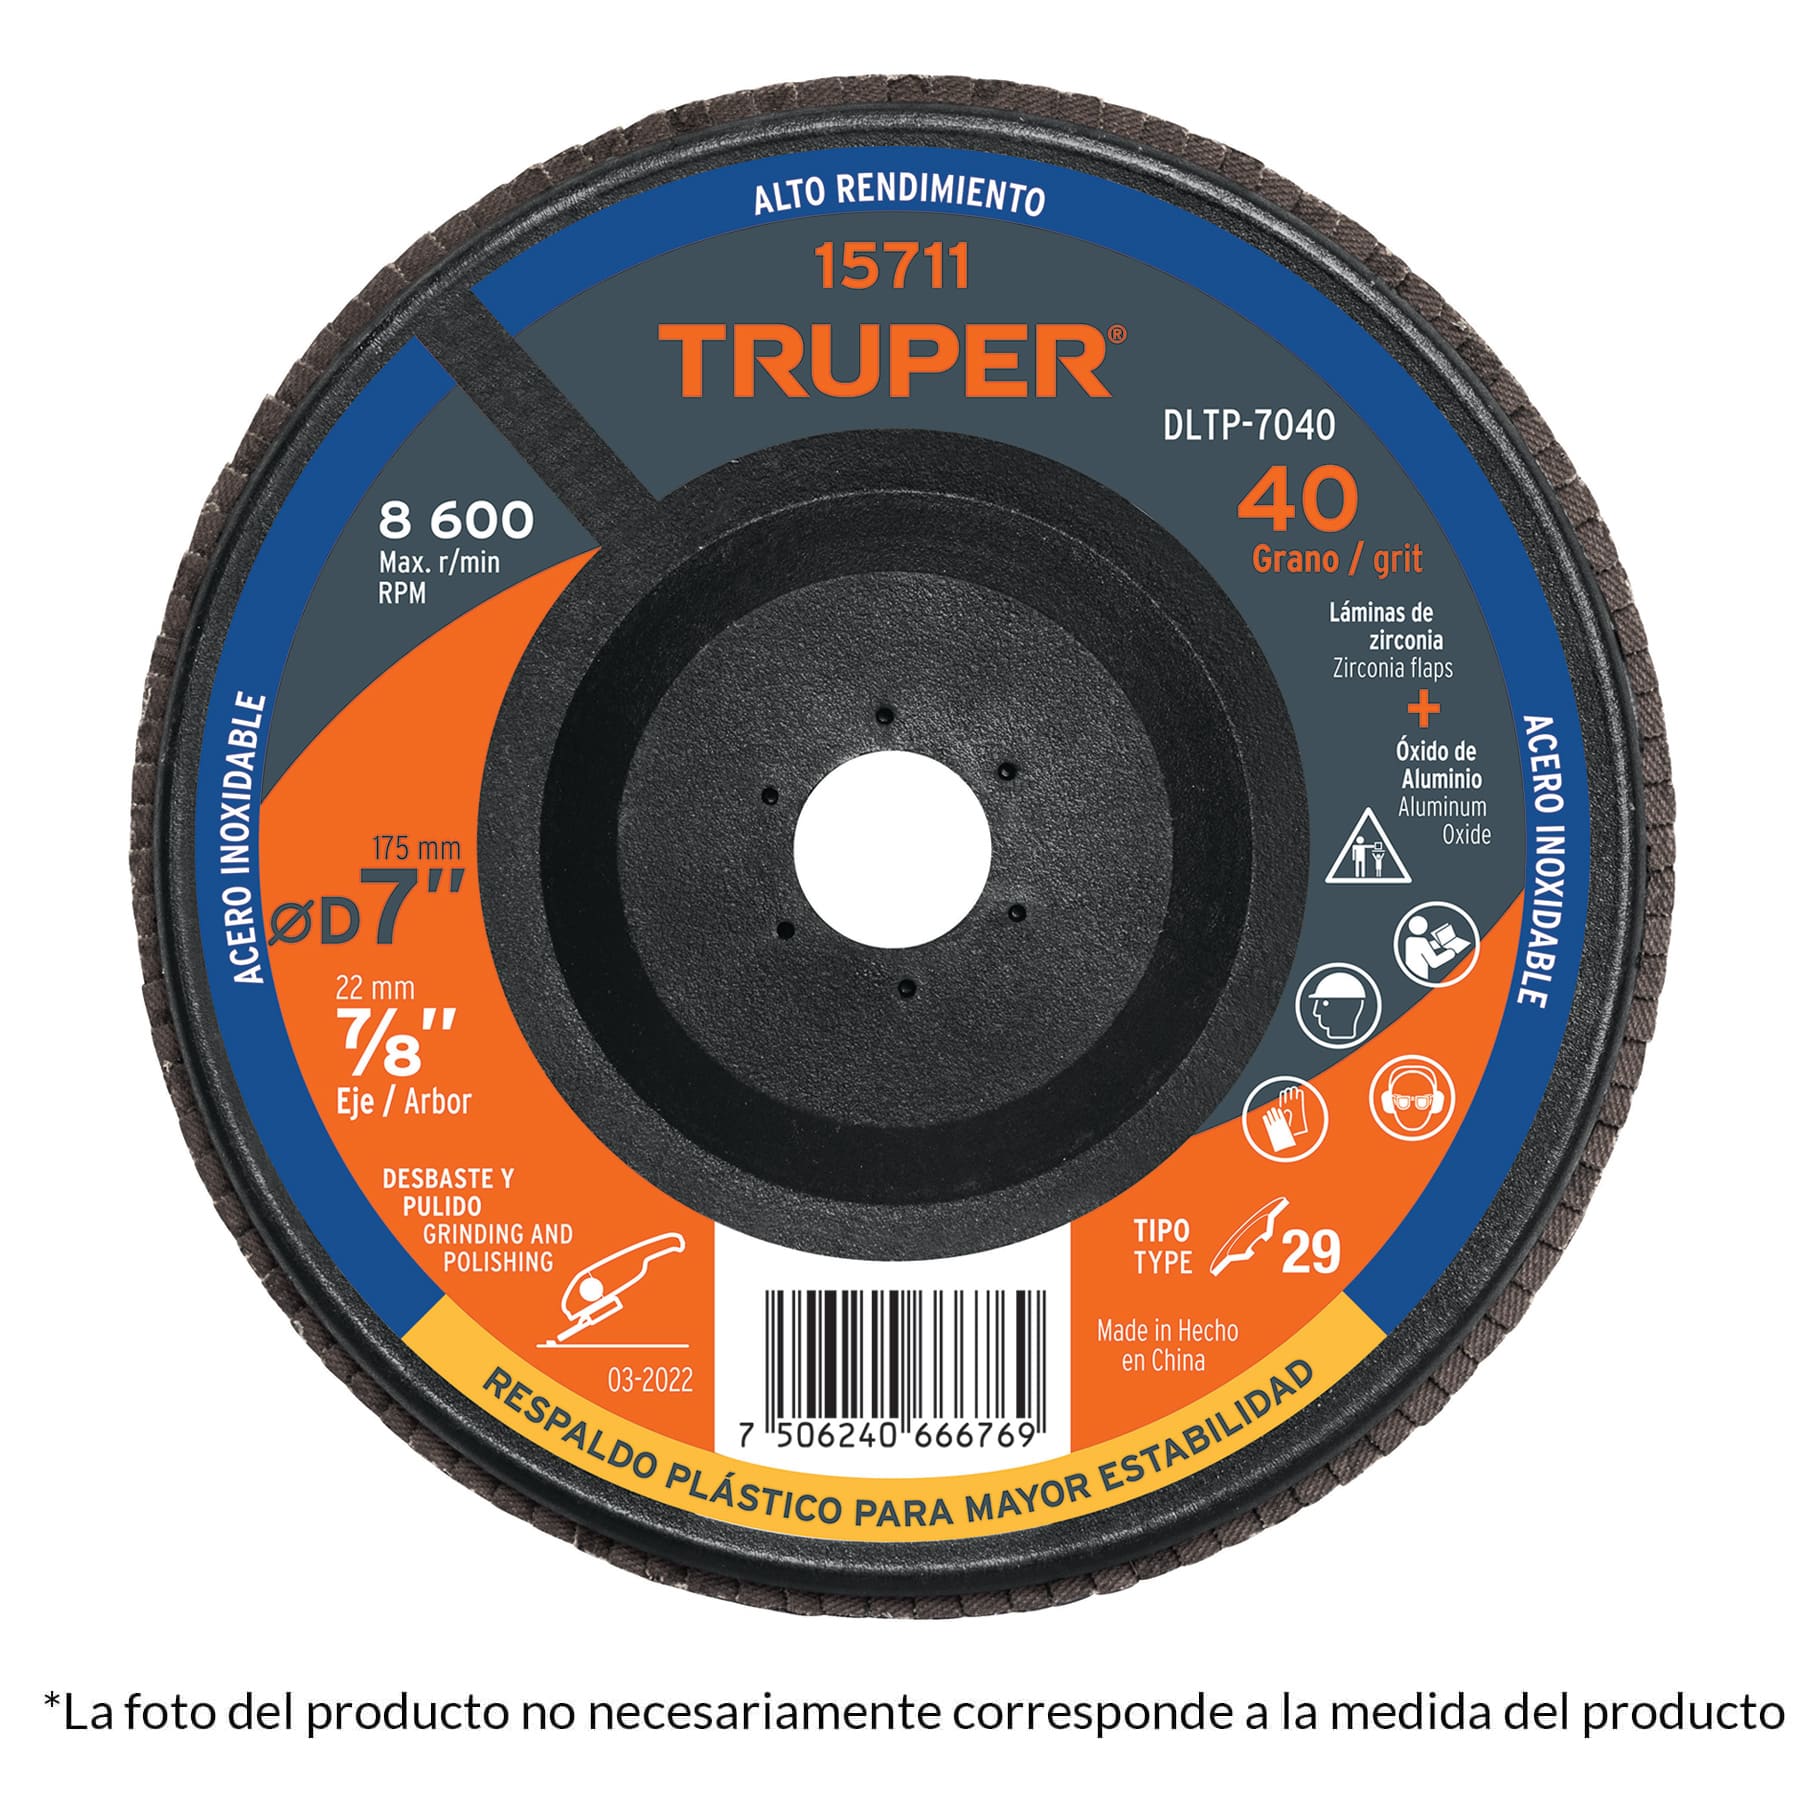 ALTO RENDIMIENTO
15711
TRUPER®
DLTP-7040
40
Grano / grit
8 600
Max. r/min
RPM
Láminas de
zirconia
Zirconia flaps
+
Óxido de
Aluminio
Aluminum
Oxide
ACERO INOXIDABLE
ACERO INOXIDABLE
175 mm
⌀D7"
22 mm
7/8"
Eje / Arbor
DESBASTE Y
PULIDO
GRINDING AND
POLISHING
03-2022
TIPO
TYPE
29
Made in Hecho
en China
7 506240 666769
RESPALDO PLÁSTICO PARA MAYOR ESTABILIDAD
*La foto del producto no necesariamente corresponde a la medida del producto